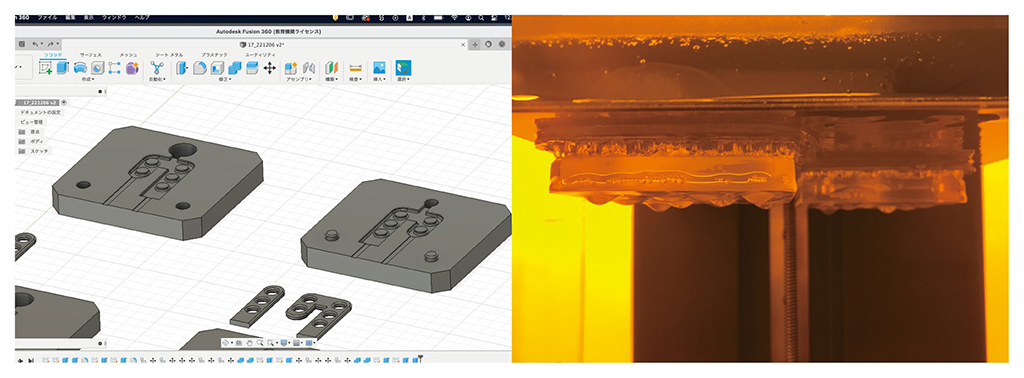 ion 360 ファイル 編集 表示 ウィンドウ ヘルプ
Autodesk Fusion 360 (教育機関ライセンス)
17_221206 v2*
ソリッド サーフェス メッシュ シート メタル プラスチック ユーティリティ
作成 自動化 修正 アセンブリ 構築 検査 挿入 選択
17_221206 v2
ドキュメントの設定
ビュー管理
原点
ボディ
スケッチ